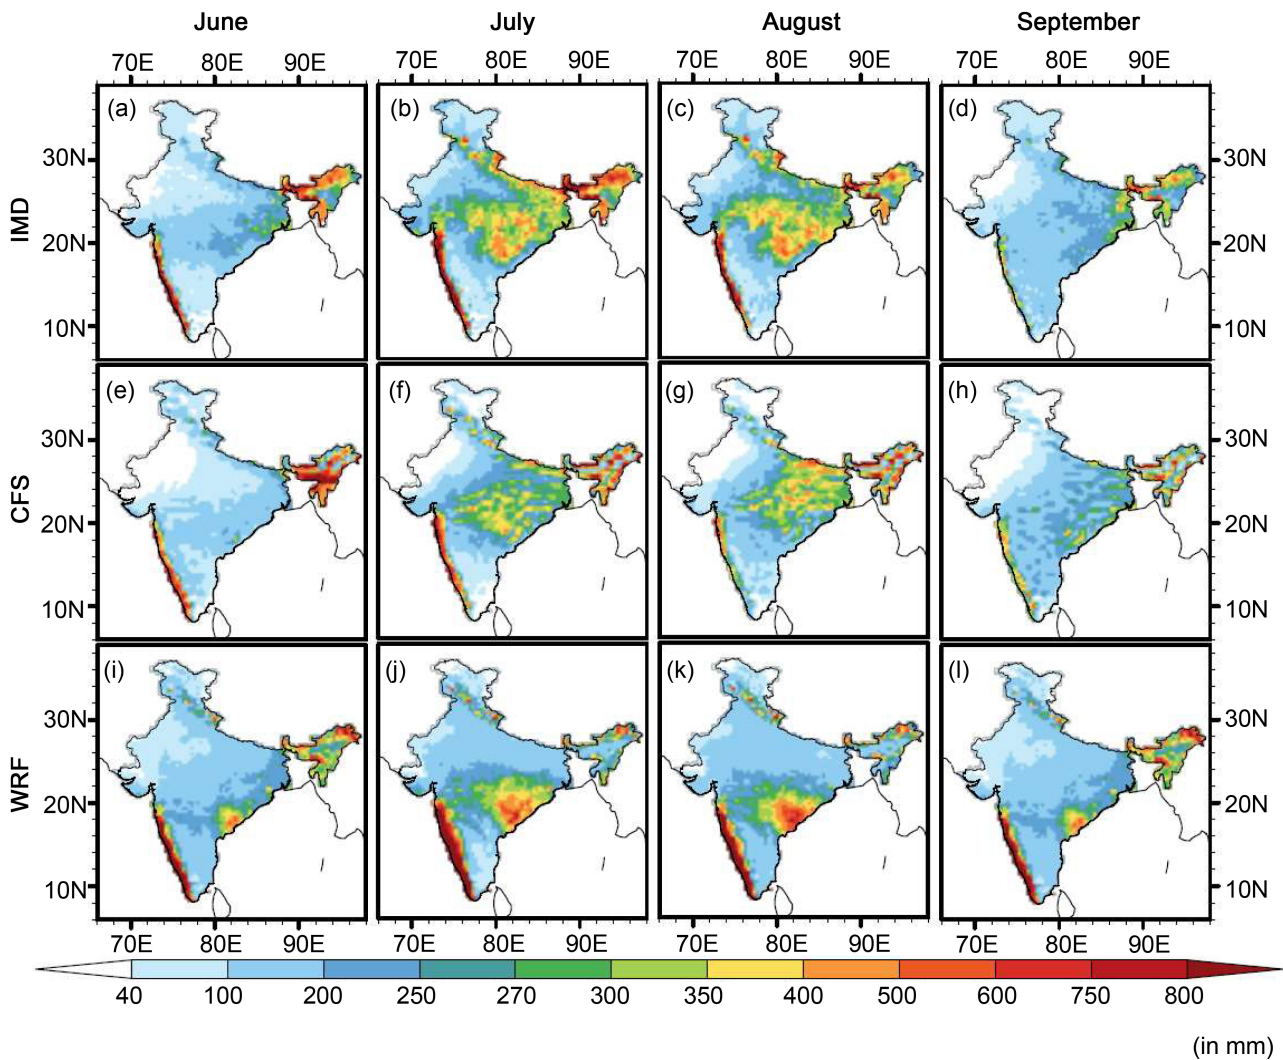 June July August September
70E 80E 90E 70E 80E 90E 70E 80E 90E 70E 80E 90E
(a) (b) (c) (d)
30N 30N
IMD
20N 20N
10N 10N
(e) (f) (g) (h)
30N 30N
CFS
20N 20N
10N 10N
(i) (j) (k) (l)
30N 30N
WRF
20N 20N
10N 10N
70E 80E 90E 70E 80E 90E 70E 80E 90E 70E 80E 90E
40 100 200 250 270 300 350 400 500 600 750 800
(in mm)